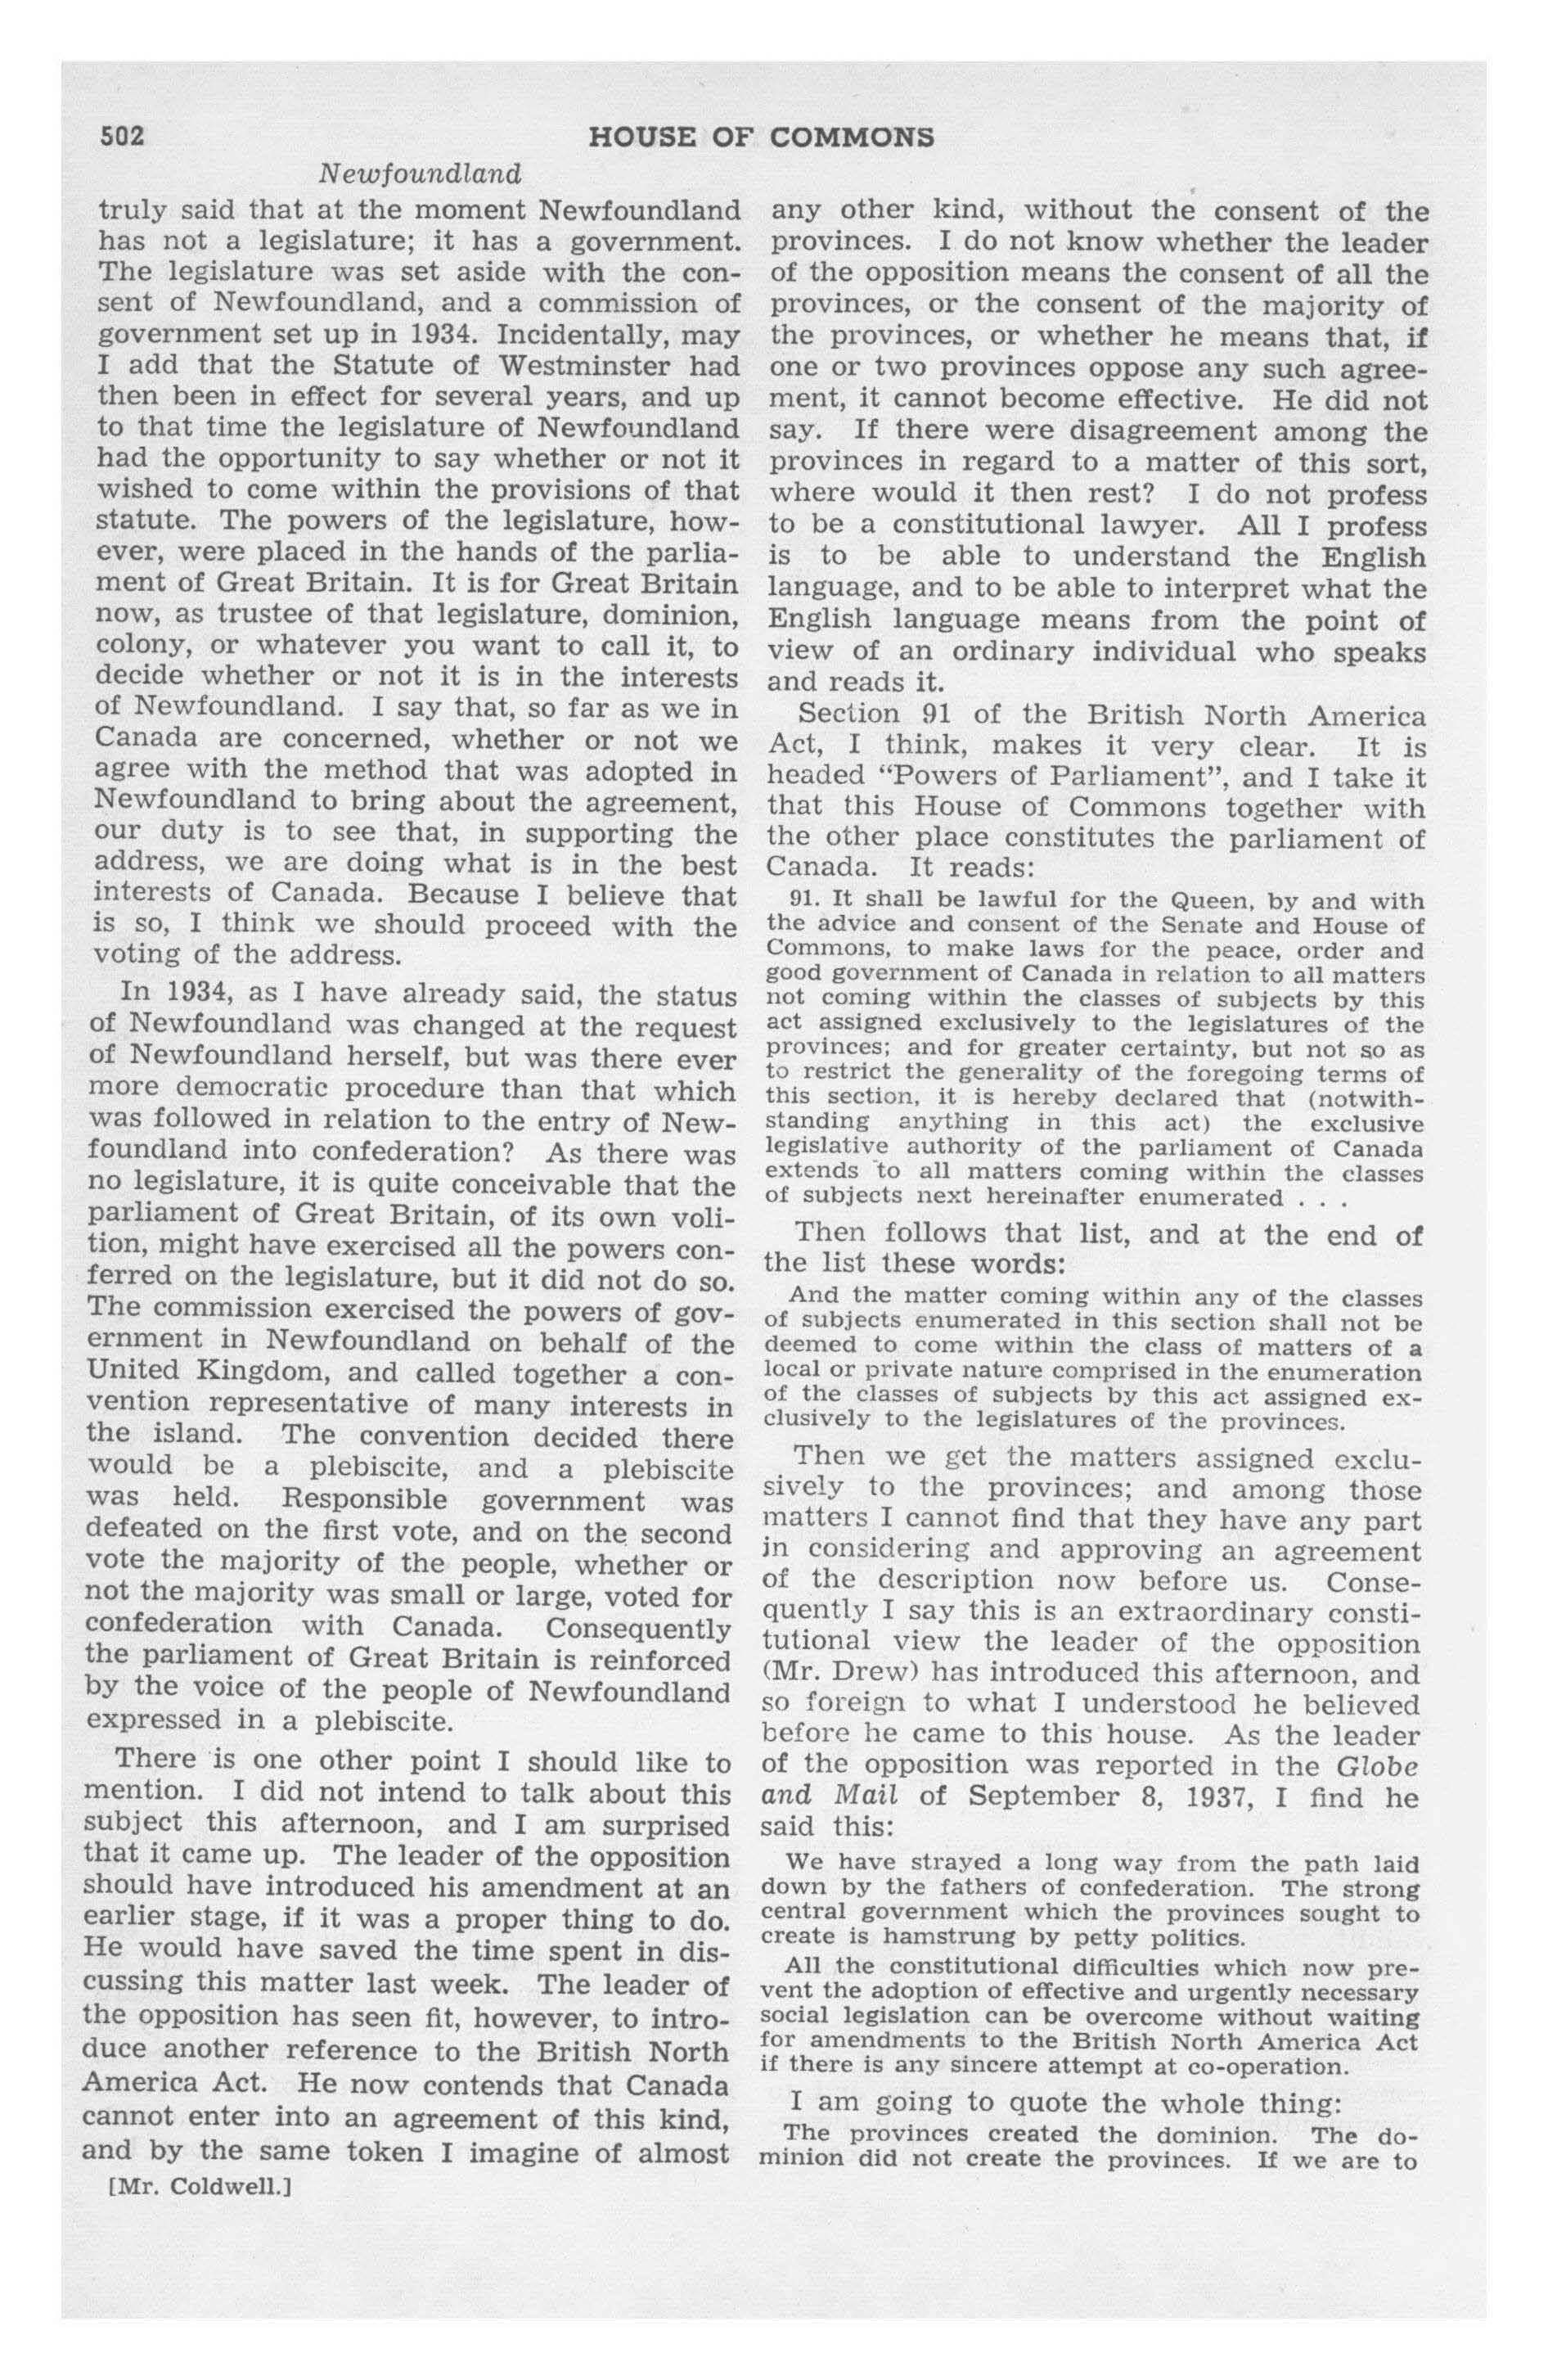 502
HOUSE OF COMMONS
Newfoundland
truly said that at the moment Newfoundland
has not a legislature; it has a government.
The legislature was set aside with the con-
sent of Newfoundland, and a commission of
government set up in 1934. Incidentally, may
I add that the Statute of Westminster had
then been in effect for several years, and up
to that time the legislature of Newfoundland
had the opportunity to say whether or not it
wished to come within the provisions of that
statute. The powers of the legislature, how-
ever, were placed in the hands of the parlia-
ment of Great Britain. It is for Great Britain
now, as trustee of that legislature, dominion,
colony, or whatever you want to call it, to
decide whether or not it is in the interests
of Newfoundland. I say that, so far as we in
Canada are concerned, whether or not we
agree with the method that was adopted in
Newfoundland to bring about the agreement,
our duty is to see that, in supporting the
address, we are doing what is in the best
interests of Canada. Because I believe that
is so, I think we should proceed with the
voting of the address.
In 1934, as I have already said, the status
of Newfoundland was changed at the request
of Newfoundland herself, but was there ever
more democratic procedure than that which
was followed in relation to the entry of New-
foundland into confederation? As there was
no legislature, it is quite conceivable that the
parliament of Great Britain, of its own voli-
tion, might have exercised all the powers con-
ferred on the legislature, but it did not do so.
The commission exercised the powers of gov-
ernment in Newfoundland on behalf of the
United Kingdom, and called together a con-
vention representative of many interests in
the island. The convention decided there
would be a plebiscite, and a plebiscite
was held. Responsible government was
defeated on the first vote, and on the second
vote the majority of the people, whether or
not the majority was small or large, voted for
confederation with Canada. Consequently
the parliament of Great Britain is reinforced
by the voice of the people of Newfoundland
expressed in a plebiscite.
There is one other point I should like to
mention. I did not intend to talk about this
subject this afternoon, and I am surprised
that it came up. The leader of the opposition
should have introduced his amendment at an
earlier stage, if it was a proper thing to do.
He would have saved the time spent in dis-
cussing this matter last week. The leader of
the opposition has seen fit, however, to intro-
duce another reference to the British North
America Act. He now contends that Canada
cannot enter into an agreement of this kind,
and by the same token I imagine of almost
[Mr. Coldwell.]
any other kind, without the consent of the
provinces. I do not know whether the leader
of the opposition means the consent of all the
provinces, or the consent of the majority of
the provinces, or whether he means that, if
one or two provinces oppose any such agree-
ment, it cannot become effective. He did not
say. If there were disagreement among the
provinces in regard to a matter of this sort,
where would it then rest? I do not profess
to be a constitutional lawyer. All I profess
is to be able to understand the English
language, and to be able to interpret what the
English language means from the point of
view of an ordinary individual who speaks
and reads it.
Section 91 of the British North America
Act, I think, makes it very clear. It is
headed “Powers of Parliament”, and I take it
that this House of Commons together with
the other place constitutes the parliament of
Canada. It reads:
91. It shall be lawful for the Queen, by and with
the advice and consent of the Senate and House of
Commons, to make laws for the peace, order and
good government of Canada in relation to all matters
not coming within the classes of subjects by this
act assigned exclusively to the legislatures of the
provinces; and for greater certainty, but not so as
to restrict the generality of the foregoing terms of
this section, it is hereby declared that (notwith-
standing anything in this act) the exclusive
legislative authority of the parliament of Canada
extends to all matters coming within the classes
of subjects next hereinafter enumerated . . .
Then follows that list, and at the end of
the list these words:
And the matter coming within any of the classes
of subjects enumerated in this section shall not be
deemed to come within the class of matters of a
local or private nature comprised in the enumeration
of the classes of subjects by this act assigned ex-
clusively to the legislatures of the provinces.
Then we get the matters assigned exclu-
sively to the provinces; and among those
matters I cannot find that they have any part
in considering and approving an agreement
of the description now before us. Conse-
quently I say this is an extraordinary consti-
tutional view the leader of the opposition
(Mr. Drew) has introduced this afternoon, and
so foreign to what I understood he believed
before he came to this house. As the leader
of the opposition was reported in the Globe
and Mail of September 8, 1937, I find he
said this:
We have strayed a long way from the path laid
down by the fathers of confederation. The strong
central government which the provinces sought to
create is hamstrung by petty politics.
All the constitutional difficulties which now pre-
vent the adoption of effective and urgently necessary
social legislation can be overcome without waiting
for amendments to the British North America Act
if there is any sincere attempt at co-operation.
I am going to quote the whole thing:
The provinces created the dominion. The do-
minion did not create the provinces. If we are to